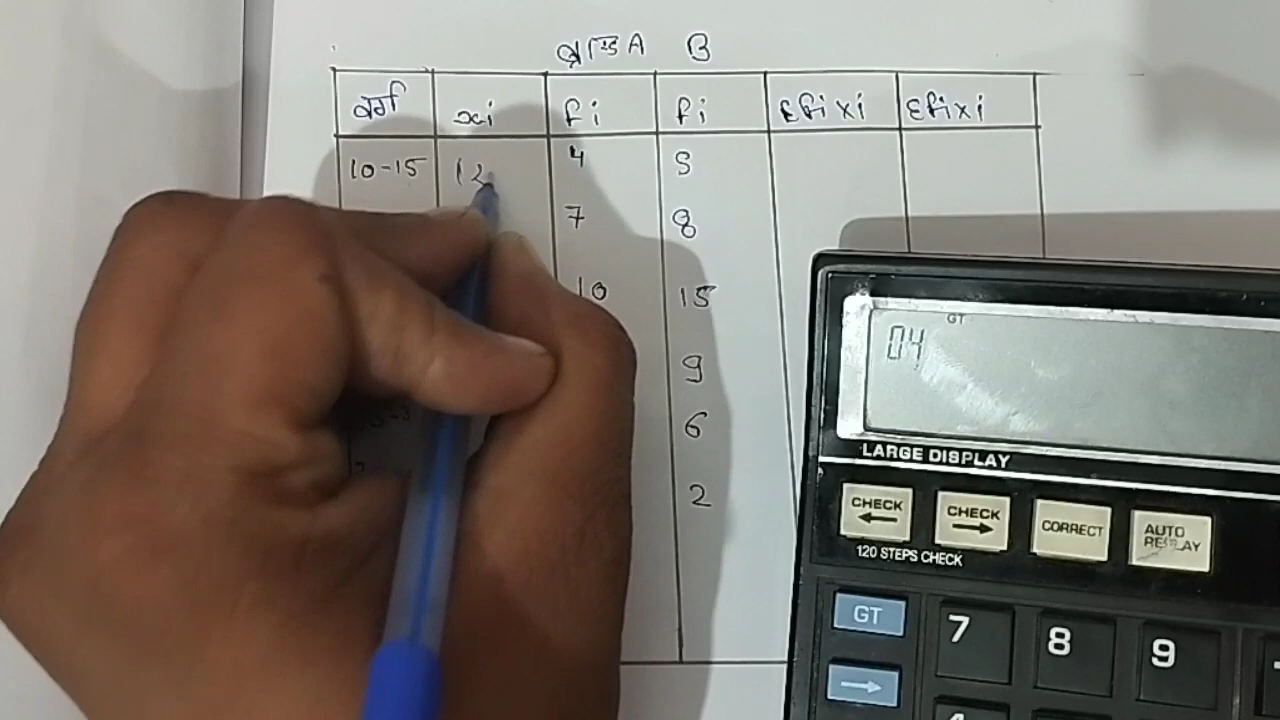 ब्रांड A B
वर्ग xi fi fi Σfixi Σfixi
10-15 12 4 5
7 8
10 15
9
6
2
04 GT
LARGE DISPLAY
CHECK ← CHECK → CORRECT AUTO REPLAY
120 STEPS CHECK
GT 7 8 9
→